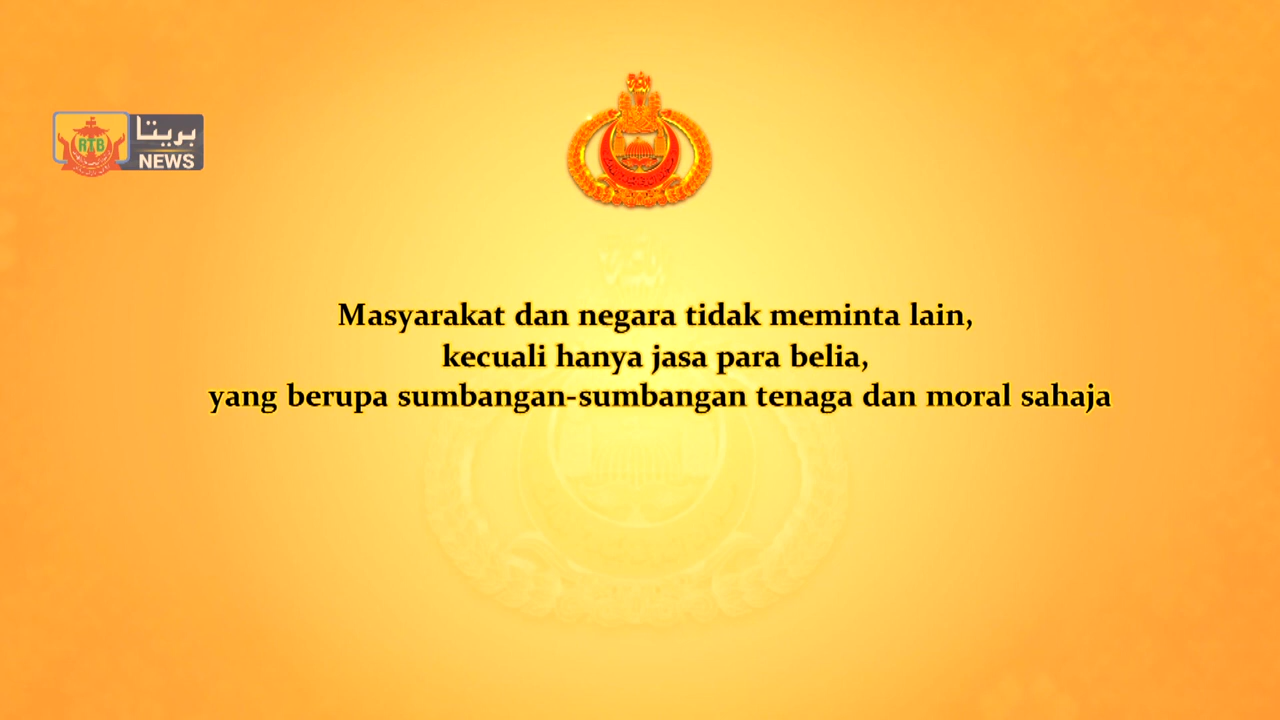 RTB
بريتا
NEWS
Masyarakat dan negara tidak meminta lain,
kecuali hanya jasa para belia,
yang berupa sumbangan-sumbangan tenaga dan moral sahaja